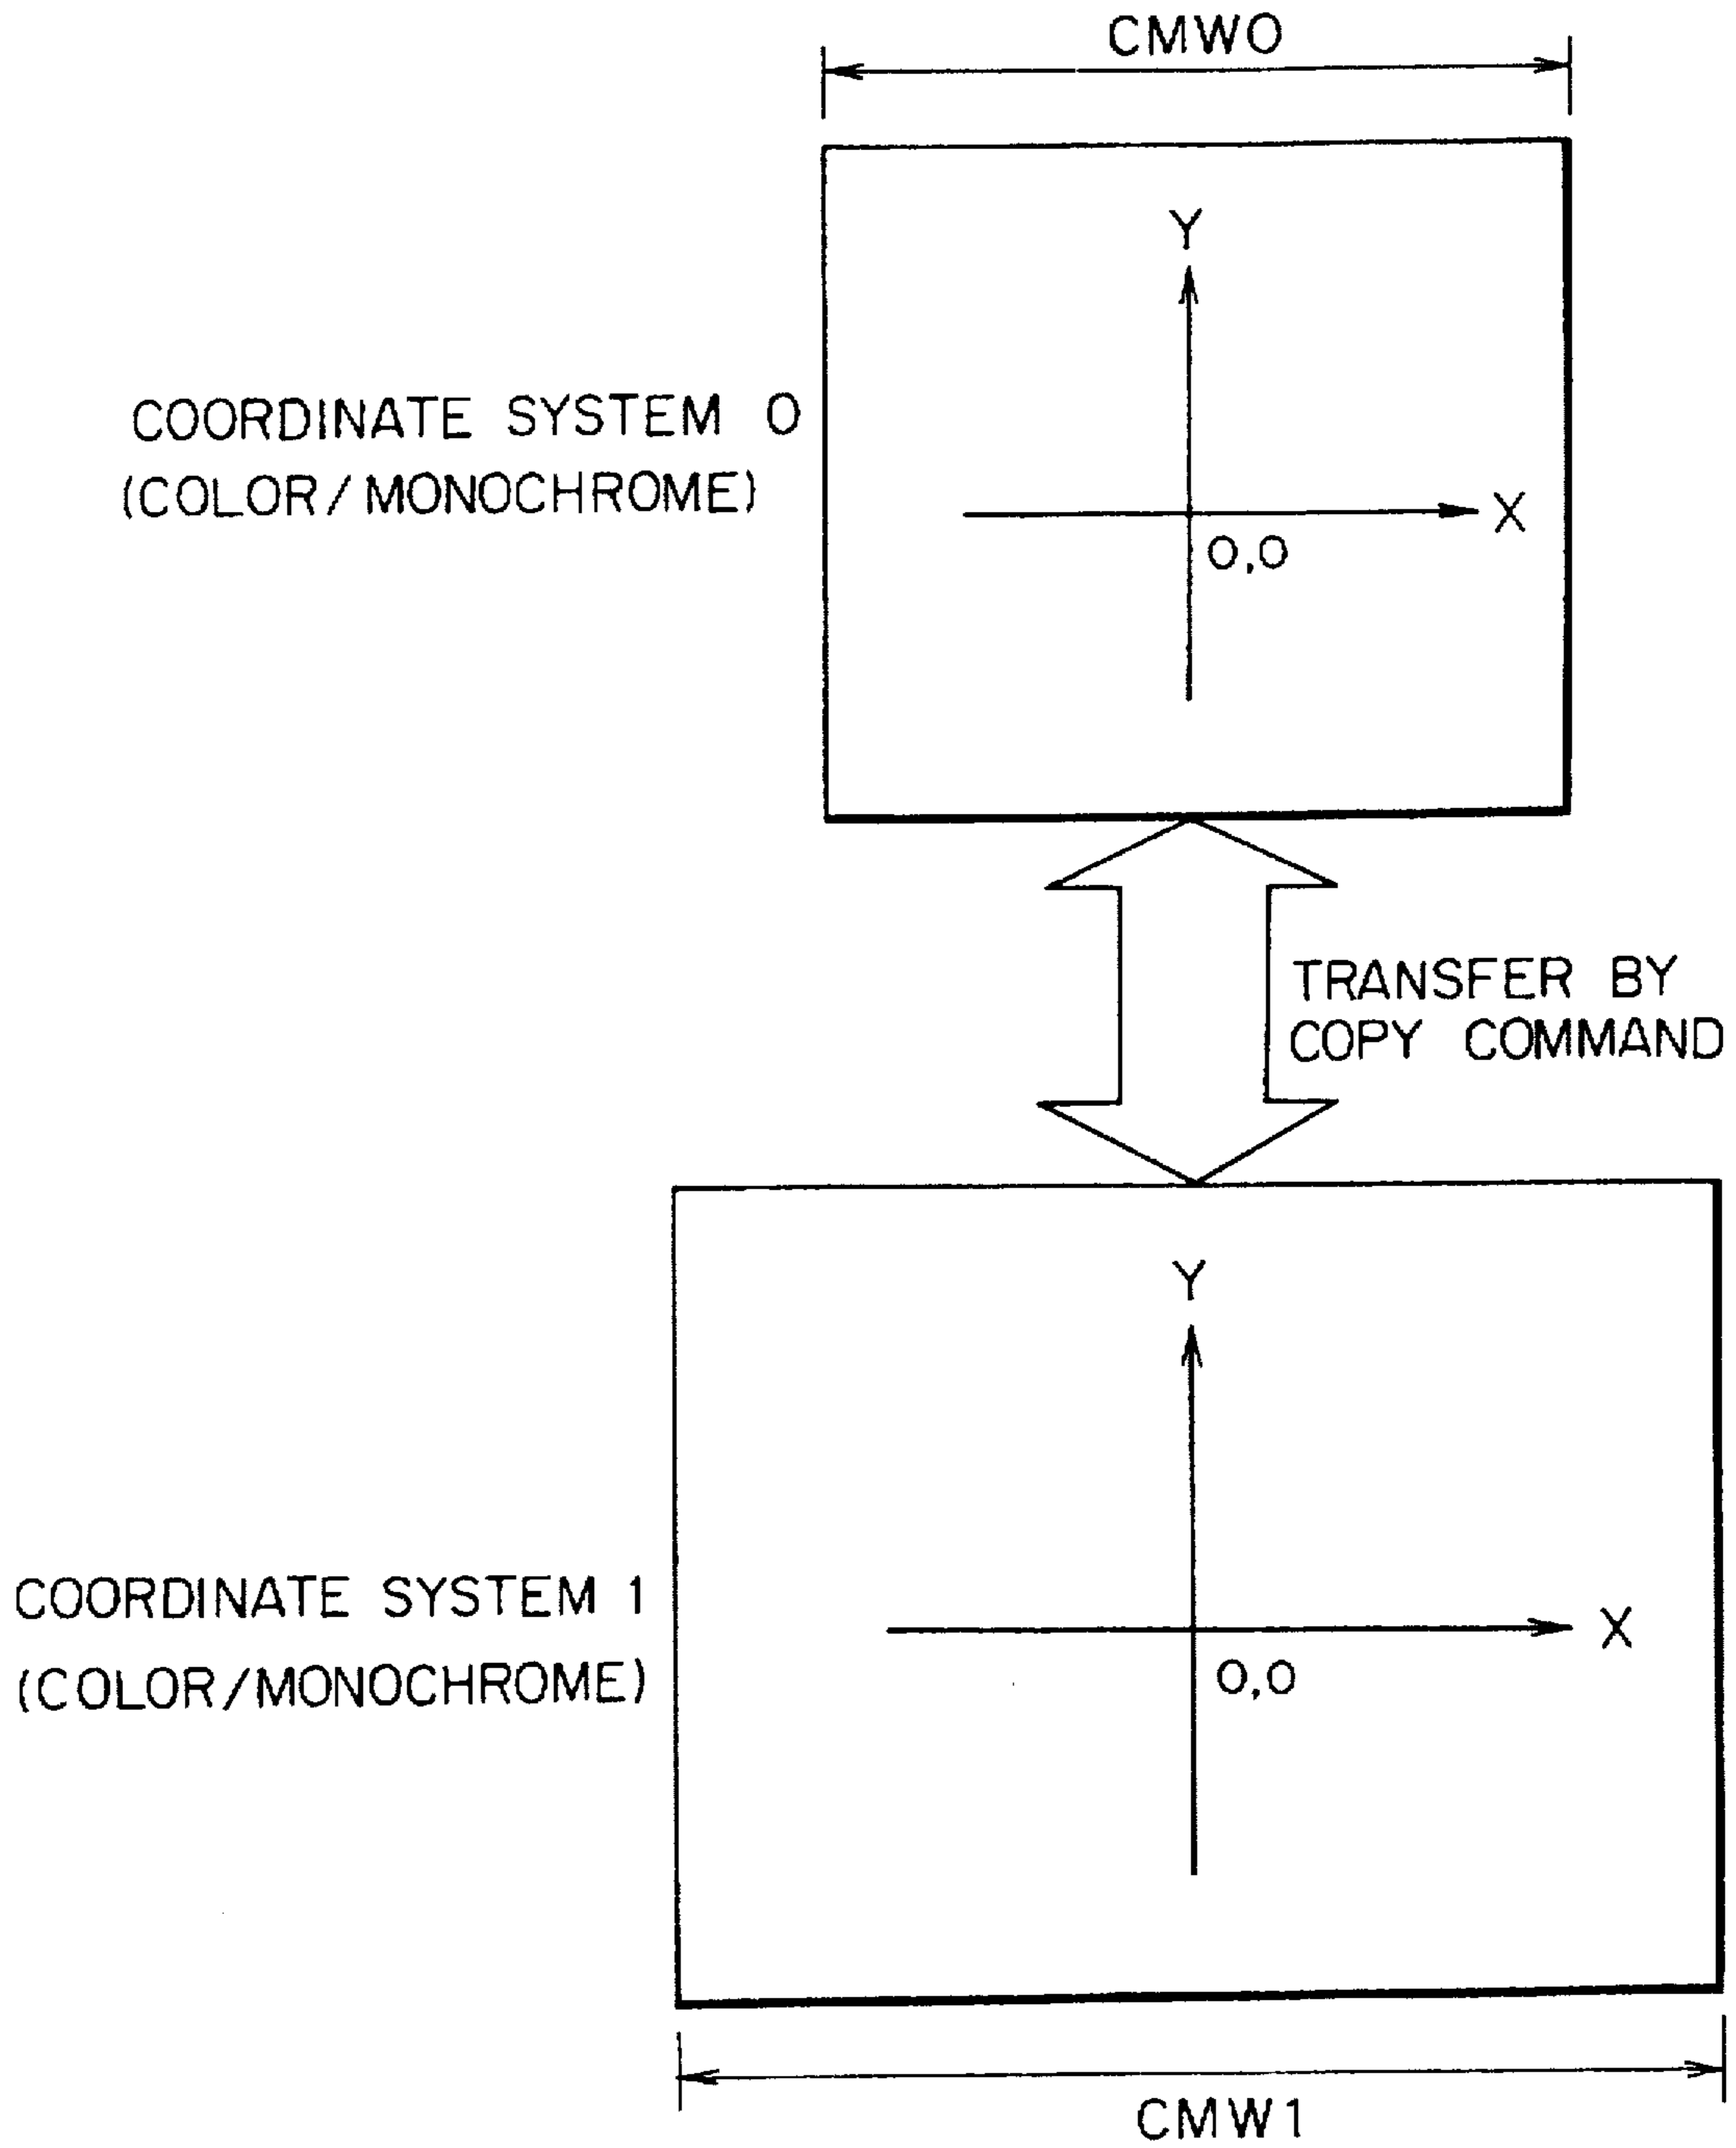 CMW0
Y
COORDINATE SYSTEM 0
(COLOR/MONOCHROME)
X
0,0
TRANSFER BY
COPY COMMAND
Y
COORDINATE SYSTEM 1
(COLOR/MONOCHROME)
X
0,0
CMW1